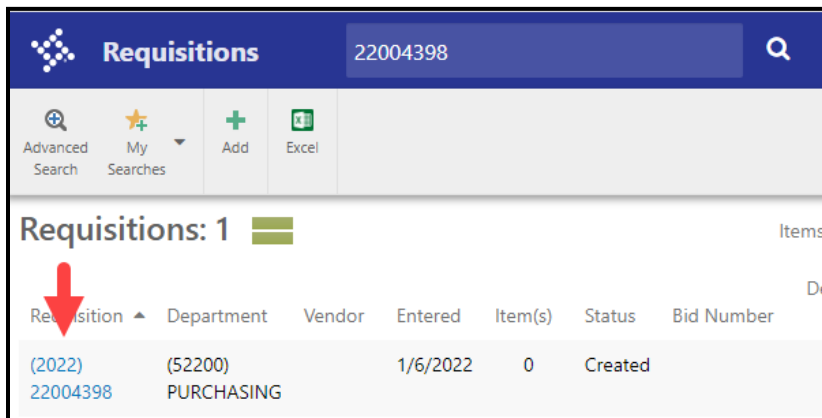 Requisitions 22004398
Advanced Search My Searches Add Excel
Requisitions: 1 Items
Requisition Department Vendor Entered Item(s) Status Bid Number
(2022) (52200) 1/6/2022 0 Created
22004398 PURCHASING